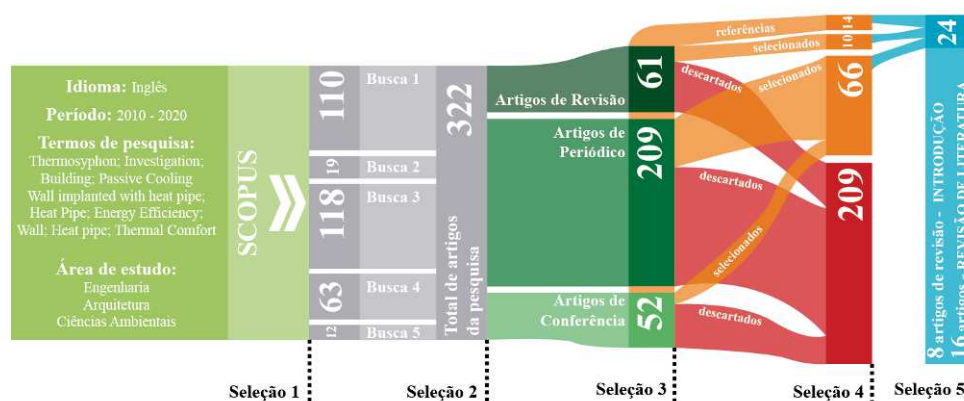 Idioma: Inglês
Período: 2010 - 2020
Termos de pesquisa:
Thermosyphon; Investigation;
Building; Passive Cooling
Wall implanted with heat pipe;
Heat Pipe; Energy Efficiency;
Wall; Heat pipe; Thermal Comfort
Área de estudo:
Engenharia
Arquitetura
Ciências Ambientais
SCOPUS
110
Busca 1
19
Busca 2
118
Busca 3
63
Busca 4
12
Busca 5
322
Total de artigos
da pesquisa
Artigos de Revisão
61
Artigos de
Periódico
209
Artigos de
Conferência
52
referências
selecionados
descartados
selecionados
descartados
selecionados
descartados
14
10
66
209
24
8 artigos de revisão - INTRODUÇÃO
16 artigos - REVISÃO DE LITERATURA
Seleção 1
Seleção 2
Seleção 3
Seleção 4
Seleção 5